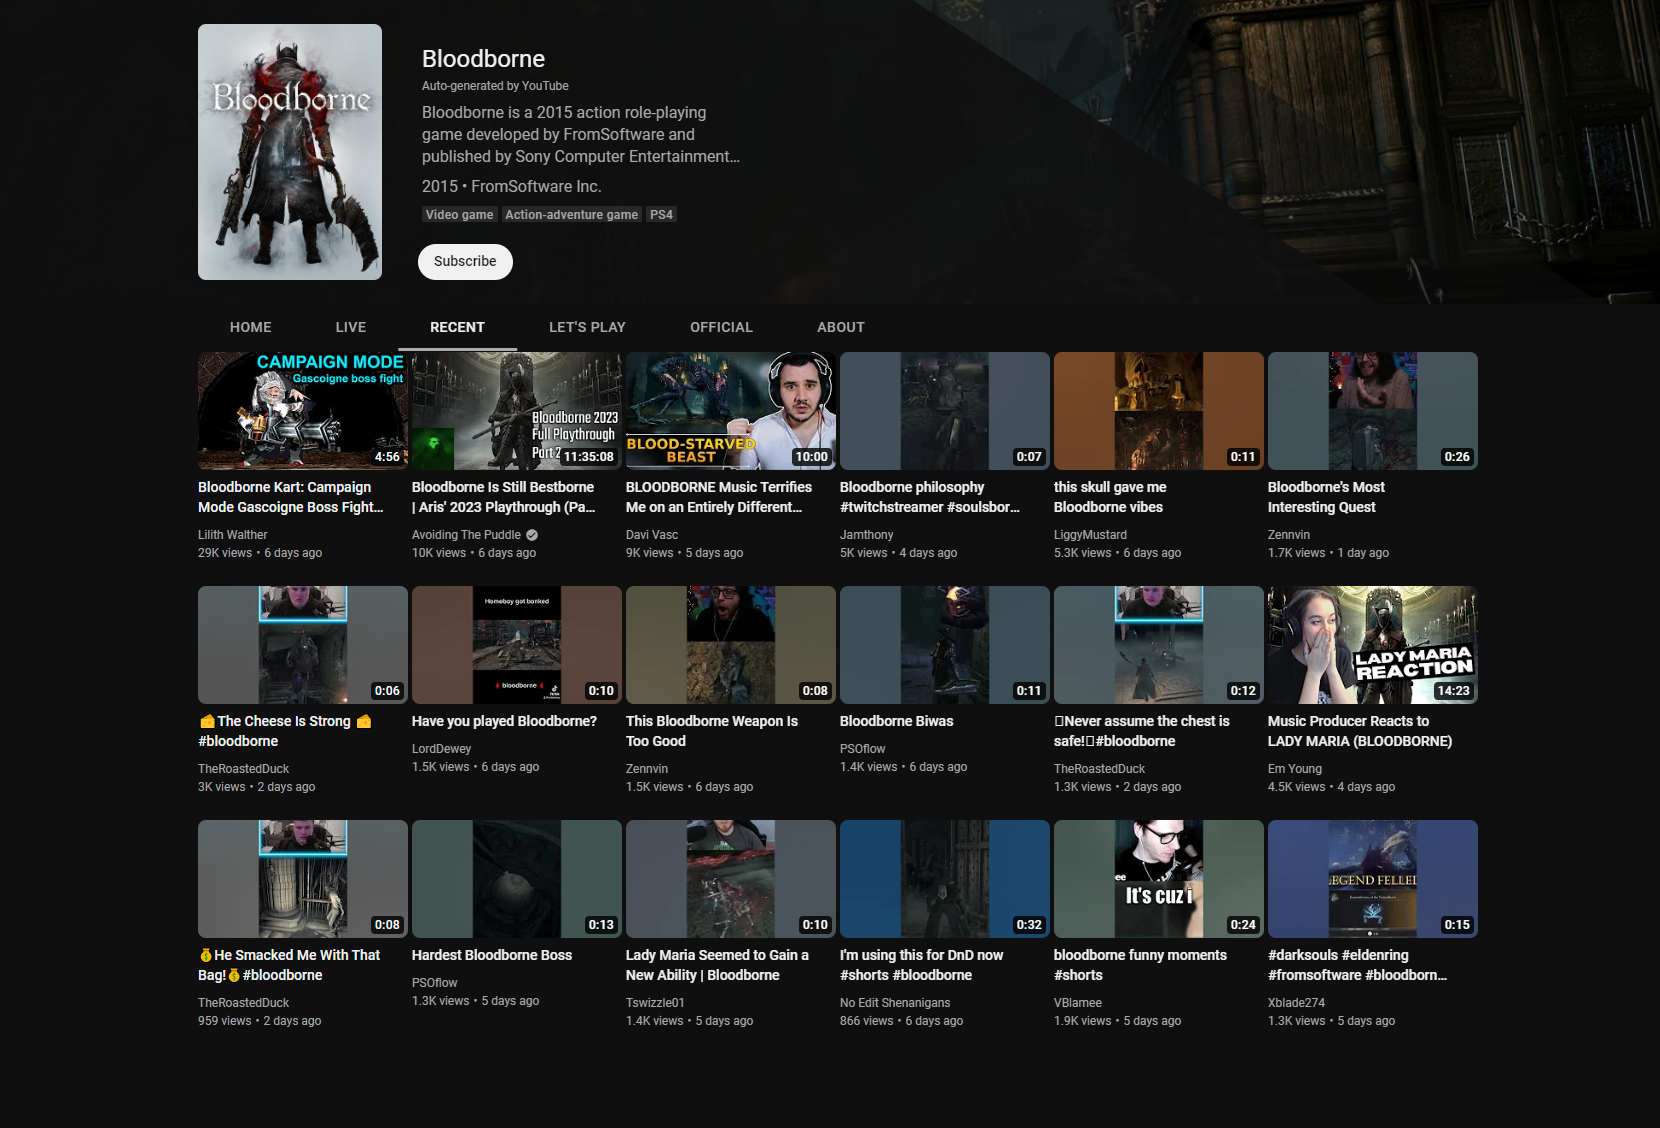 Bloodborne
Bloodborne
Auto-generated by YouTube
Bloodborne is a 2015 action role-playing
game developed by FromSoftware and
published by Sony Computer Entertainment...
2015 • FromSoftware Inc.
Video game Action-adventure game PS4
Subscribe
HOME LIVE RECENT LET'S PLAY OFFICIAL ABOUT
CAMPAIGN MODE
Gascoigne boss fight
4:56
Bloodborne Kart: Campaign
Mode Gascoigne Boss Fight...
Lilith Walther
29K views • 6 days ago
Bloodborne 2023
Full Playthrough
Part 2
11:35:08
Bloodborne Is Still Bestborne
| Aris' 2023 Playthrough (Pa...
Avoiding The Puddle
10K views • 6 days ago
BLOOD-STARVED
BEAST
10:00
BLOODBORNE Music Terrifies
Me on an Entirely Different...
Davi Vasc
9K views • 5 days ago
0:07
Bloodborne philosophy
#twitchstreamer #soulsbor...
Jamthony
5K views • 4 days ago
0:11
this skull gave me
Bloodborne vibes
LiggyMustard
5.3K views • 6 days ago
0:26
Bloodborne's Most
Interesting Quest
Zennvin
1.7K views • 1 day ago
0:06
🧀The Cheese Is Strong 🧀
#bloodborne
TheRoastedDuck
3K views • 2 days ago
Homeboy got bonked
bloodborne
0:10
Have you played Bloodborne?
LordDewey
1.5K views • 6 days ago
0:08
This Bloodborne Weapon Is
Too Good
Zennvin
1.5K views • 6 days ago
0:11
Bloodborne Biwas
PSOflow
1.4K views • 6 days ago
0:12
Never assume the chest is
safe!#bloodborne
TheRoastedDuck
1.3K views • 2 days ago
LADY MARIA
REACTION
14:23
Music Producer Reacts to
LADY MARIA (BLOODBORNE)
Em Young
4.5K views • 4 days ago
0:08
💰He Smacked Me With That
Bag!💰#bloodborne
TheRoastedDuck
959 views • 2 days ago
0:13
Hardest Bloodborne Boss
PSOflow
1.3K views • 5 days ago
0:10
Lady Maria Seemed to Gain a
New Ability | Bloodborne
Tswizzle01
1.4K views • 5 days ago
0:32
I'm using this for DnD now
#shorts #bloodborne
No Edit Shenanigans
866 views • 6 days ago
ee
It's cuz i
0:24
bloodborne funny moments
#shorts
VBlamee
1.9K views • 5 days ago
LEGEND FELLED
0:15
#darksouls #eldenring
#fromsoftware #bloodborn...
Xblade274
1.3K views • 5 days ago